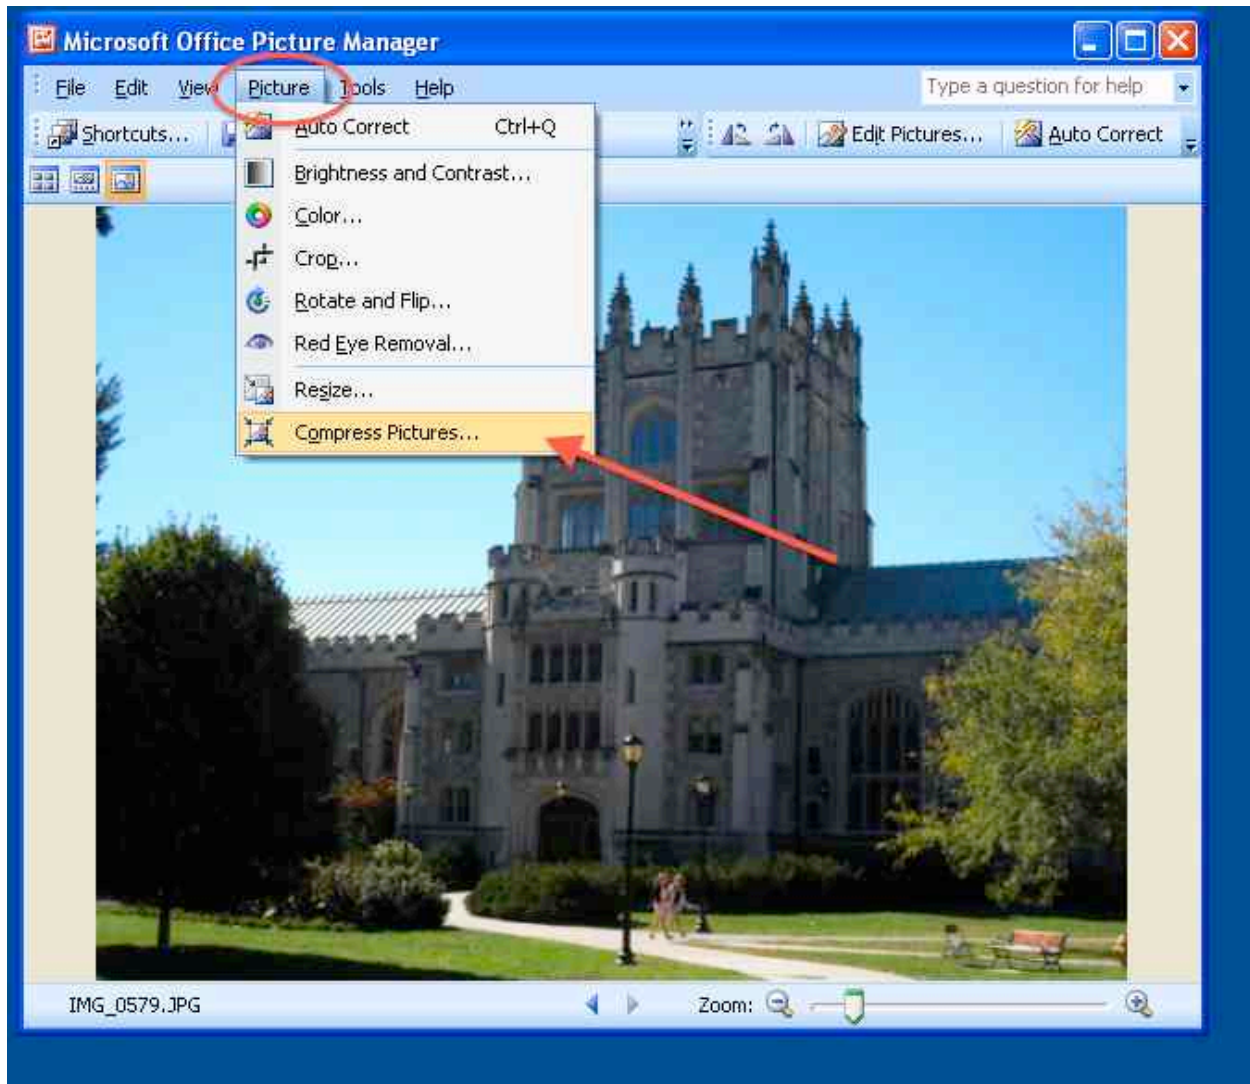 Microsoft Office Picture Manager
File Edit View Picture Tools Help Type a question for help
Shortcuts... Edit Pictures... Auto Correct
Auto Correct Ctrl+Q
Brightness and Contrast...
Color...
Crop...
Rotate and Flip...
Red Eye Removal...
Resize...
Compress Pictures...
IMG_0579.JPG Zoom: